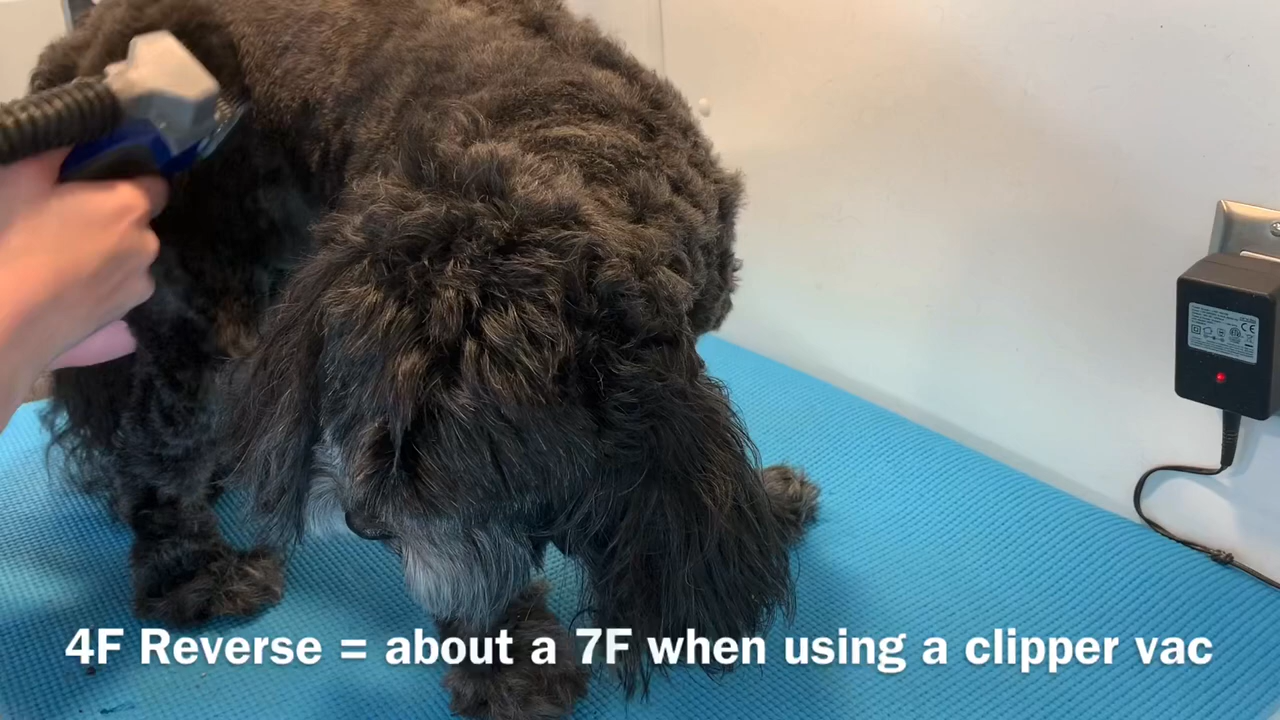 4F Reverse = about a 7F when using a clipper vac